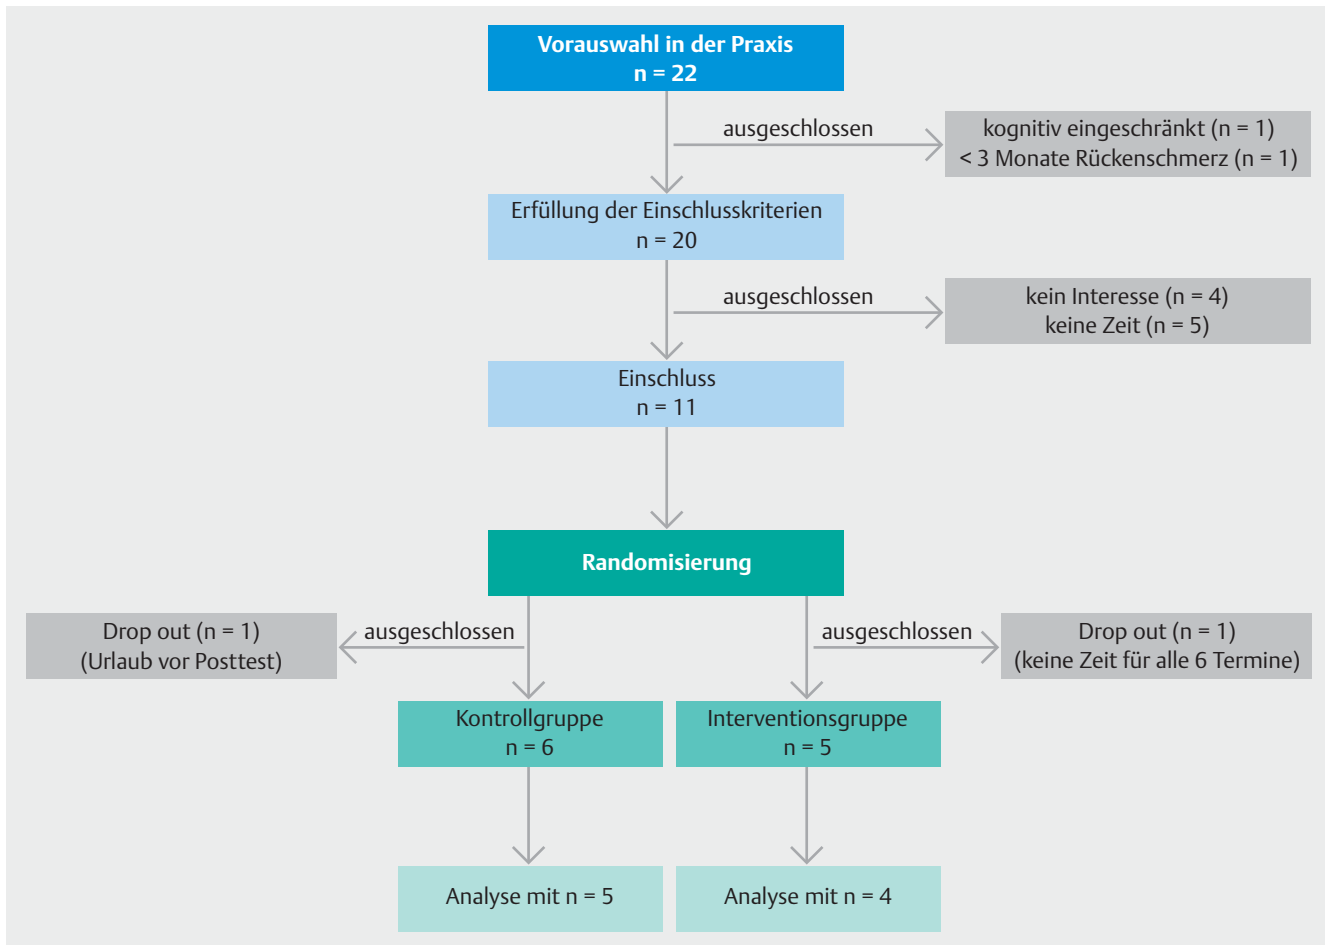 Vorauswahl in der Praxis
n = 22
ausgeschlossen
kognitiv eingeschränkt (n = 1)
< 3 Monate Rückenschmerz (n = 1)
Erfüllung der Einschlusskriterien
n = 20
ausgeschlossen
kein Interesse (n = 4)
keine Zeit (n = 5)
Einschluss
n = 11
Randomisierung
Drop out (n = 1)
(Urlaub vor Posttest)
ausgeschlossen
ausgeschlossen
Drop out (n = 1)
(keine Zeit für alle 6 Termine)
Kontrollgruppe
n = 6
Interventionsgruppe
n = 5
Analyse mit n = 5
Analyse mit n = 4